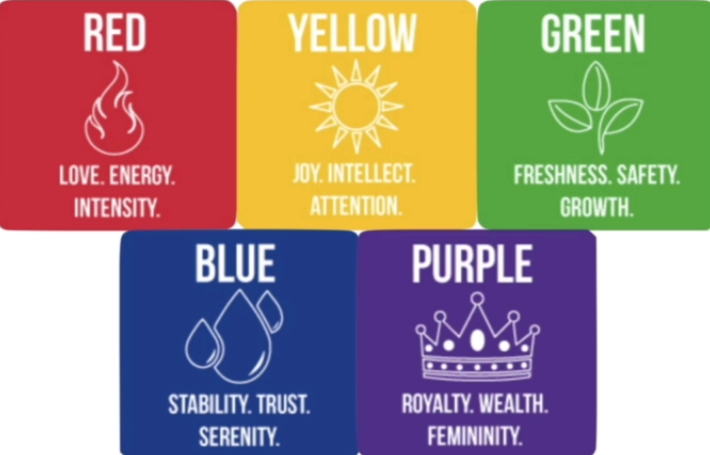 RED
LOVE. ENERGY.
INTENSITY.
YELLOW
JOY. INTELLECT.
ATTENTION.
GREEN
FRESHNESS. SAFETY.
GROWTH.
BLUE
STABILITY. TRUST.
SERENITY.
PURPLE
ROYALTY. WEALTH.
FEMININITY.